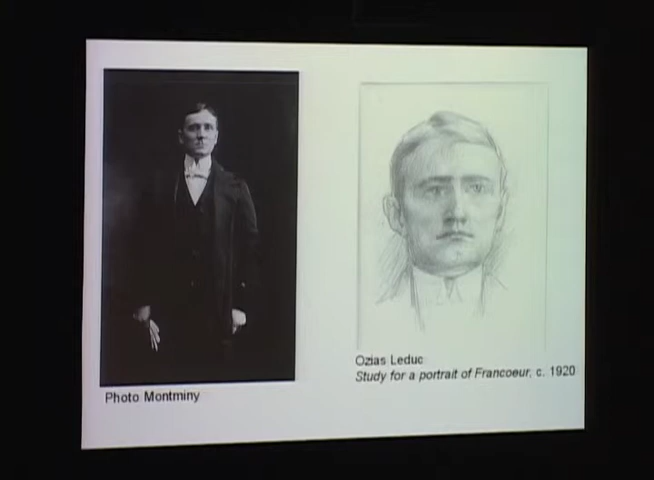 Photo Montminy
Ozias Leduc
Study for a portrait of Francoeur, c. 1920